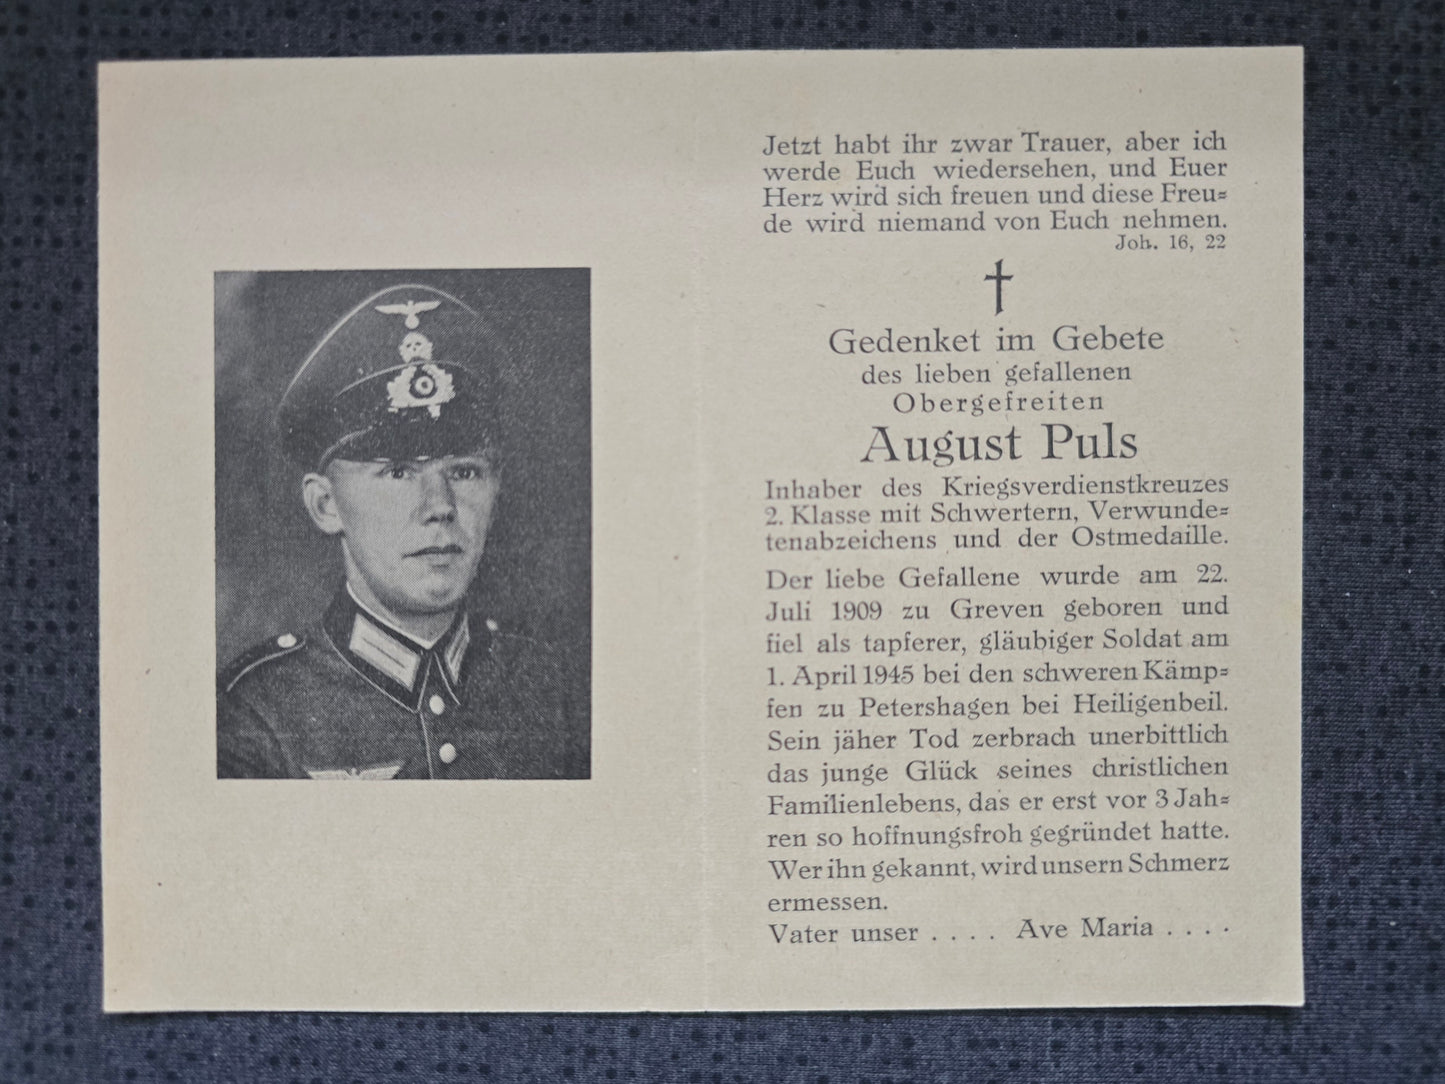 Jetzt habt ihr zwar Trauer, aber ich
werde Euch wiedersehen, und Euer
Herz wird sich freuen und diese Freu=
de wird niemand von Euch nehmen.
Joh. 16, 22
Gedenket im Gebete
des lieben gefallenen
Obergefreiten
August Puls
Inhaber des Kriegsverdienstkreuzes
2. Klasse mit Schwertern, Verwunde=
tenabzeichens und der Ostmedaille.
Der liebe Gefallene wurde am 22.
Juli 1909 zu Greven geboren und
fiel als tapferer, gläubiger Soldat am
1. April 1945 bei den schweren Kämp=
fen zu Petershagen bei Heiligenbeil.
Sein jäher Tod zerbrach unerbittlich
das junge Glück seines christlichen
Familienlebens, das er erst vor 3 Jah=
ren so hoffnungsfroh gegründet hatte.
Wer ihn gekannt, wird unsern Schmerz
ermessen.
Vater unser . . . . Ave Maria . . . .